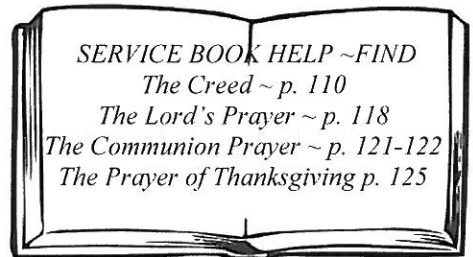 SERVICE BOOK HELP ~FIND
The Creed ~ p. 110
The Lord's Prayer ~ p. 118
The Communion Prayer ~ p. 121-122
The Prayer of Thanksgiving p. 125